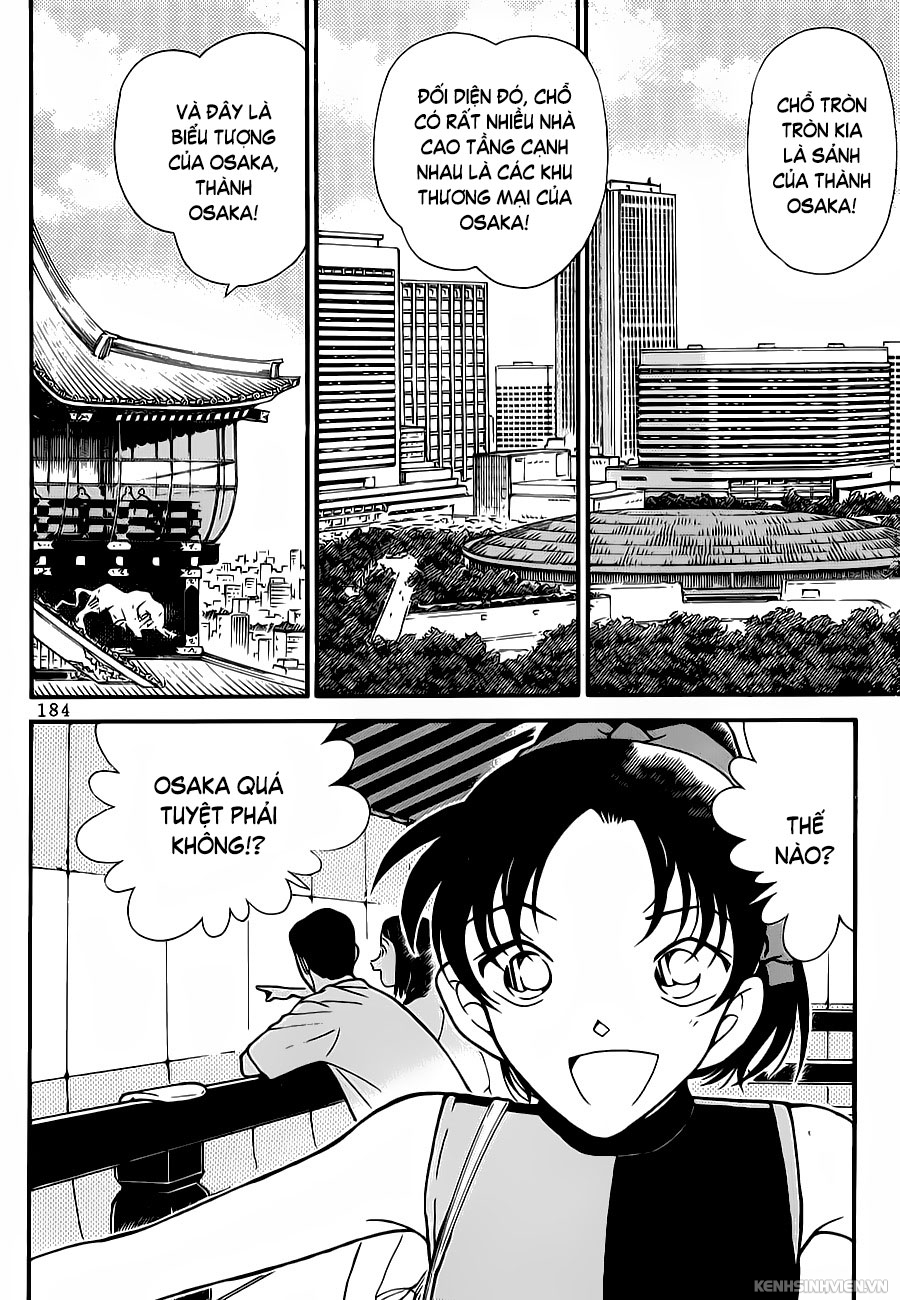 CHỔ TRÒN
TRÒN KIA
LÀ SẢNH
CỦA THÀNH
OSAKA!
ĐỐI DIỆN ĐÓ, CHỔ
CÓ RẤT NHIỀU NHÀ
CAO TẦNG CẠNH
NHAU LÀ CÁC KHU
THƯƠNG MẠI CỦA
OSAKA!
VÀ ĐÂY LÀ
BIỂU TƯỢNG
CỦA OSAKA,
THÀNH
OSAKA!
184
THẾ
NÀO?
OSAKA QUÁ
TUYỆT PHẢI
KHÔNG!?
KENHSINHVIEN.VN